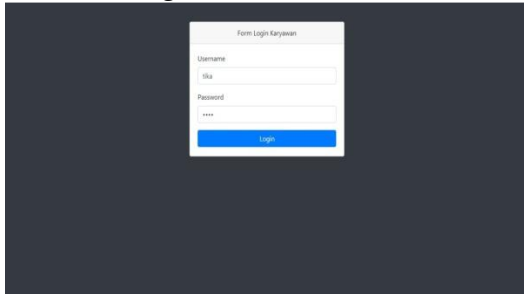 Form Login Karyawan
Username
tika
Password
••••
Login